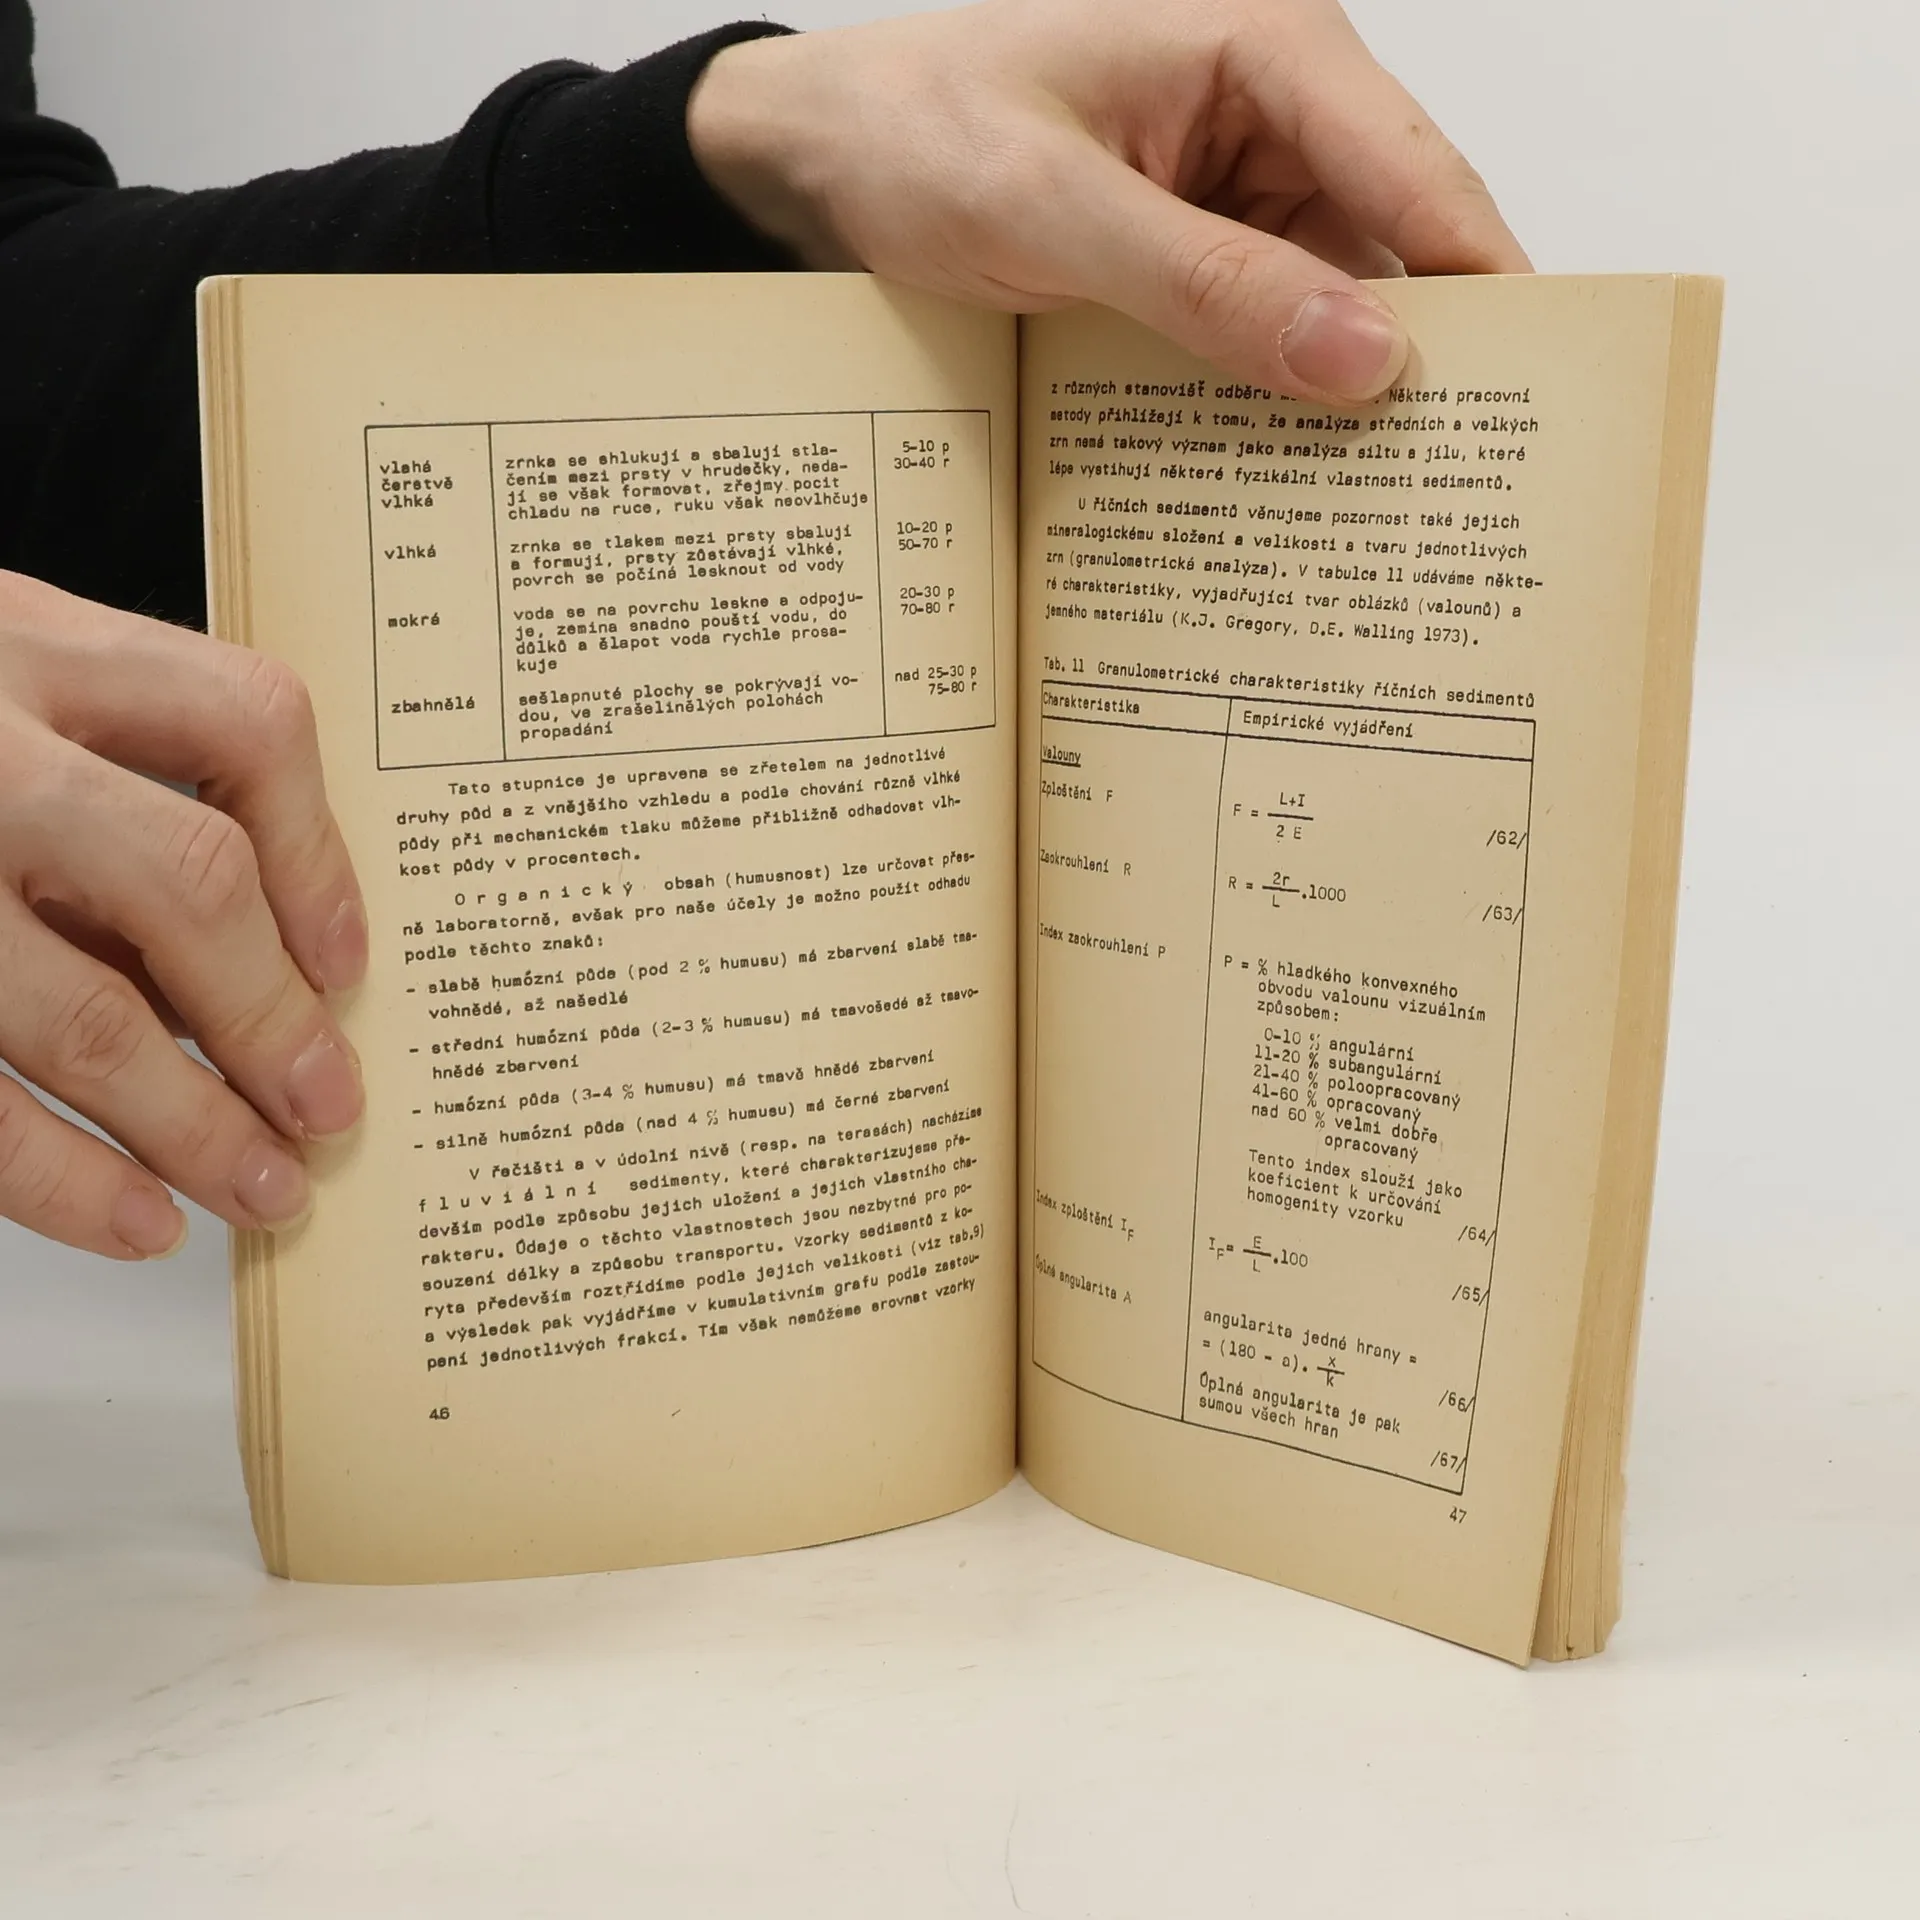 vlahá
čerstvě
vlhká
zrnka se shlukují a sbalují stla-
čením mezi prsty v hrudečky, neda-
jí se však formovat, zřejmý pocit
chladu na ruce, ruku však neovlhčuje
5-10 p
30-40 r
vlhká
zrnka se tlakem mezi prsty sbalují
a formují, prsty zůstávají vlhké,
povrch se počíná lesknout od vody
10-20 p
50-70 r
mokrá
voda se na povrchu leskne a odpoju-
je, zemina snadno pouští vodu, do
důlků a šlapot voda rychle prosa-
kuje
20-30 p
70-80 r
zbahnělá
sešlapnuté plochy se pokrývají vo-
dou, ve zrašelinělých polohách
propadání
nad 25-30 p
75-80 r
Tato stupnice je upravena se zřetelem na jednotlivé
druhy půd a z vnějšího vzhledu a podle chování různě vlhké
půdy při mechanickém tlaku můžeme přibližně odhadovat vlh-
kost půdy v procentech.
O r g a n i c k ý obsah (humusnost) lze určovat přes-
ně laboratorně, avšak pro naše účely je možno použít odhadu
podle těchto znaků:
- slabě humózní půda (pod 2 % humusu) má zbarvení slabě tma-
vohnědé, až našedlé
- střední humózní půda (2-3 % humusu) má tmavošedé až tmavo-
hnědé zbarvení
- humózní půda (3-4 % humusu) má tmavě hnědé zbarvení
- silně humózní půda (nad 4 % humusu) má černé zbarvení
V řečišti a v údolní nivě (resp. na terasách) nacházíme
f l u v i á l n í sedimenty, které charakterizujeme pře-
devším podle způsobu jejich uložení a jejich vlastního cha-
rakteru. Údaje o těchto vlastnostech jsou nezbytné pro po-
souzení délky a způsobu transportu. Vzorky sedimentů z ko-
ryta především roztřídíme podle jejich velikosti (viz tab.9)
a výsledek pak vyjádříme v kumulativním grafu podle zastou-
pení jednotlivých frakcí. Tím však nemůžeme srovnat vzorky
46
z různých stanovišť odběru Některé pracovní
metody přihlížejí k tomu, že analýza středních a velkých
zrn nemá takový význam jako analýza siltu a jílu, které
lépe vystihují některé fyzikální vlastnosti sedimentů.
U říčních sedimentů věnujeme pozornost také jejich
mineralogickému složení a velikosti a tvaru jednotlivých
zrn (granulometrická analýza). V tabulce 11 udáváme někte-
ré charakteristiky, vyjadřující tvar oblázků (valounů) a
jemného materiálu (K.J. Gregory, D.E. Walling 1973).
Tab. 11 Granulometrické charakteristiky říčních sedimentů
Charakteristika
Empirické vyjádření
Valouny
Zploštění F
F = L+I / 2 E
/62/
Zaokrouhlení R
R = 2r / L .1000
/63/
Index zaokrouhlení P
P = % hladkého konvexného
obvodu valounu vizuálním
způsobem:
0-10 % angulární
11-20 % subangulární
21-40 % poloopracovaný
41-60 % opracovaný
nad 60 % velmi dobře
opracovaný
Tento index slouží jako
koeficient k určování
homogenity vzorku
/64/
Index zploštění I_F
I_F = E / L .100
/65/
Úplná angularita A
angularita jedné hrany =
= (180 - a). x / k
/66/
Úplná angularita je pak
sumou všech hran
/67/
47